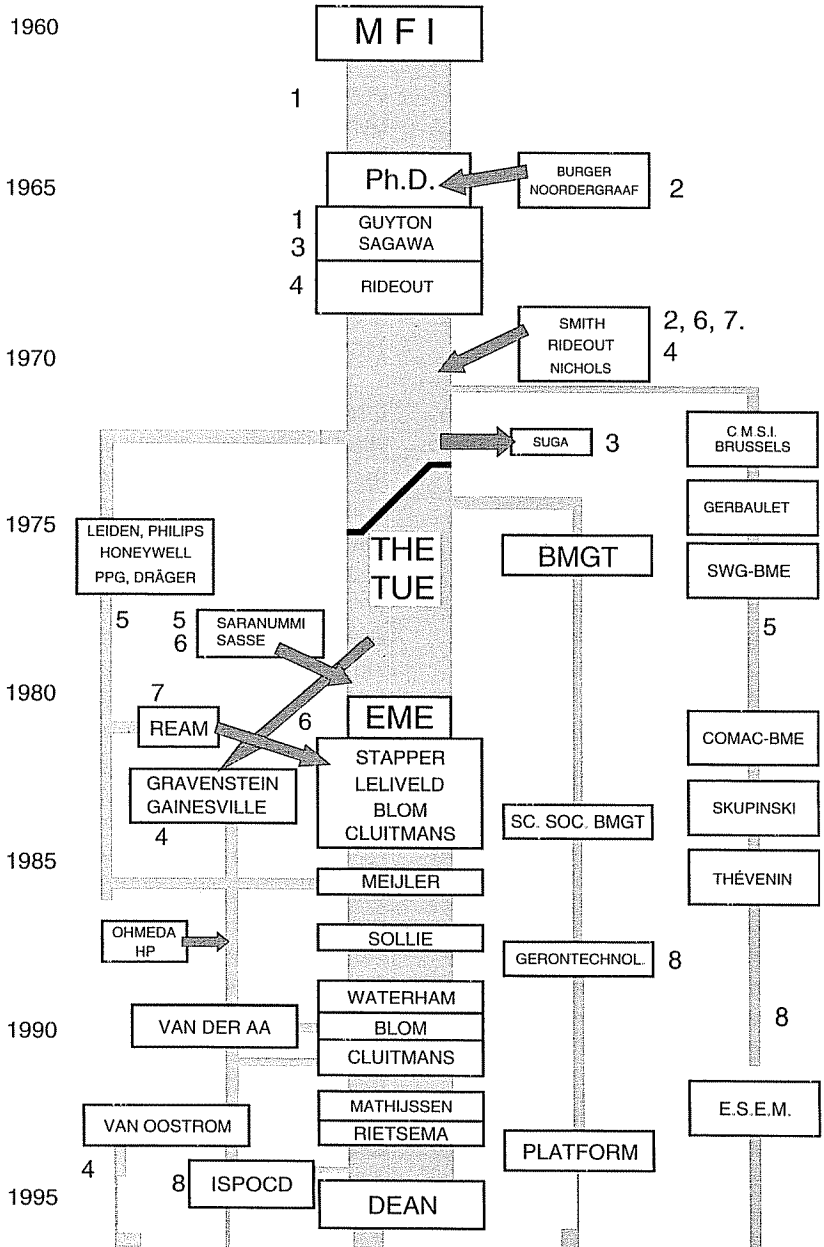 1960
M F I
1
1965
Ph.D.
BURGER
NOORDERGRAAF
2
1
3
GUYTON
SAGAWA
4
RIDEOUT
SMITH
RIDEOUT
NICHOLS
2, 6, 7.
4
1970
SUGA
3
C.M.S.I.
BRUSSELS
GERBAULET
1975
LEIDEN, PHILIPS
HONEYWELL
PPG, DRÄGER
THE
TUE
BMGT
SWG-BME
5
5
6
SARANUMMI
SASSE
5
1980
7
REAM
6
EME
COMAC-BME
STAPPER
LELIVELD
BLOM
CLUITMANS
GRAVENSTEIN
GAINESVILLE
4
SC. SOC. BMGT
SKUPINSKI
1985
MEIJLER
THÉVENIN
OHMEDA
HP
SOLLIE
GERONTECHNOL.
8
1990
VAN DER AA
WATERHAM
BLOM
CLUITMANS
8
VAN OOSTROM
MATHIJSSEN
RIETSEMA
E.S.E.M.
4
PLATFORM
1995
8
ISPOCD
DEAN